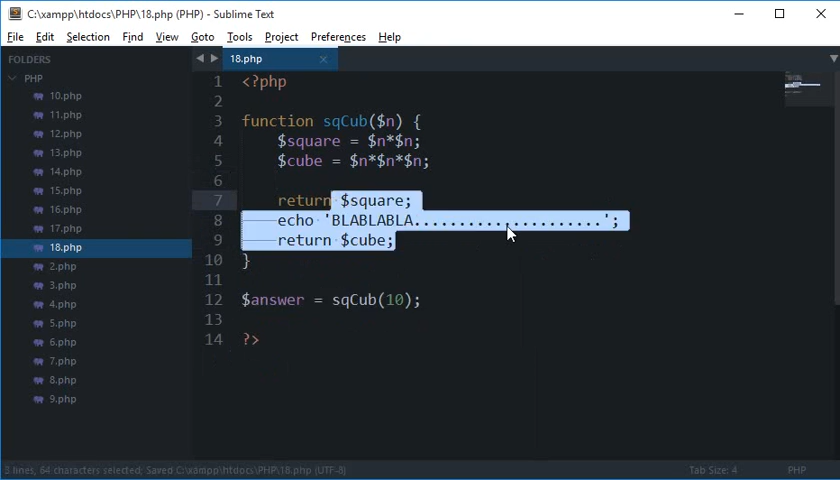 C:\xampp\htdocs\PHP\18.php (PHP) - Sublime Text
File Edit Selection Find View Goto Tools Project Preferences Help
FOLDERS
PHP
10.php
11.php
12.php
13.php
14.php
15.php
16.php
17.php
18.php
2.php
3.php
4.php
5.php
6.php
7.php
8.php
9.php
18.php
1 <?php
2
3 function sqCub($n) {
4 $square = $n*$n;
5 $cube = $n*$n*$n;
6
7 return $square;
8 echo 'BLABLABLA.....................';
9 return $cube;
10 }
11
12 $answer = sqCub(10);
13
14 ?>
3 lines, 64 characters selected; Saved C:\xampp\htdocs\PHP\18.php (UTF-8) Tab Size: 4 PHP